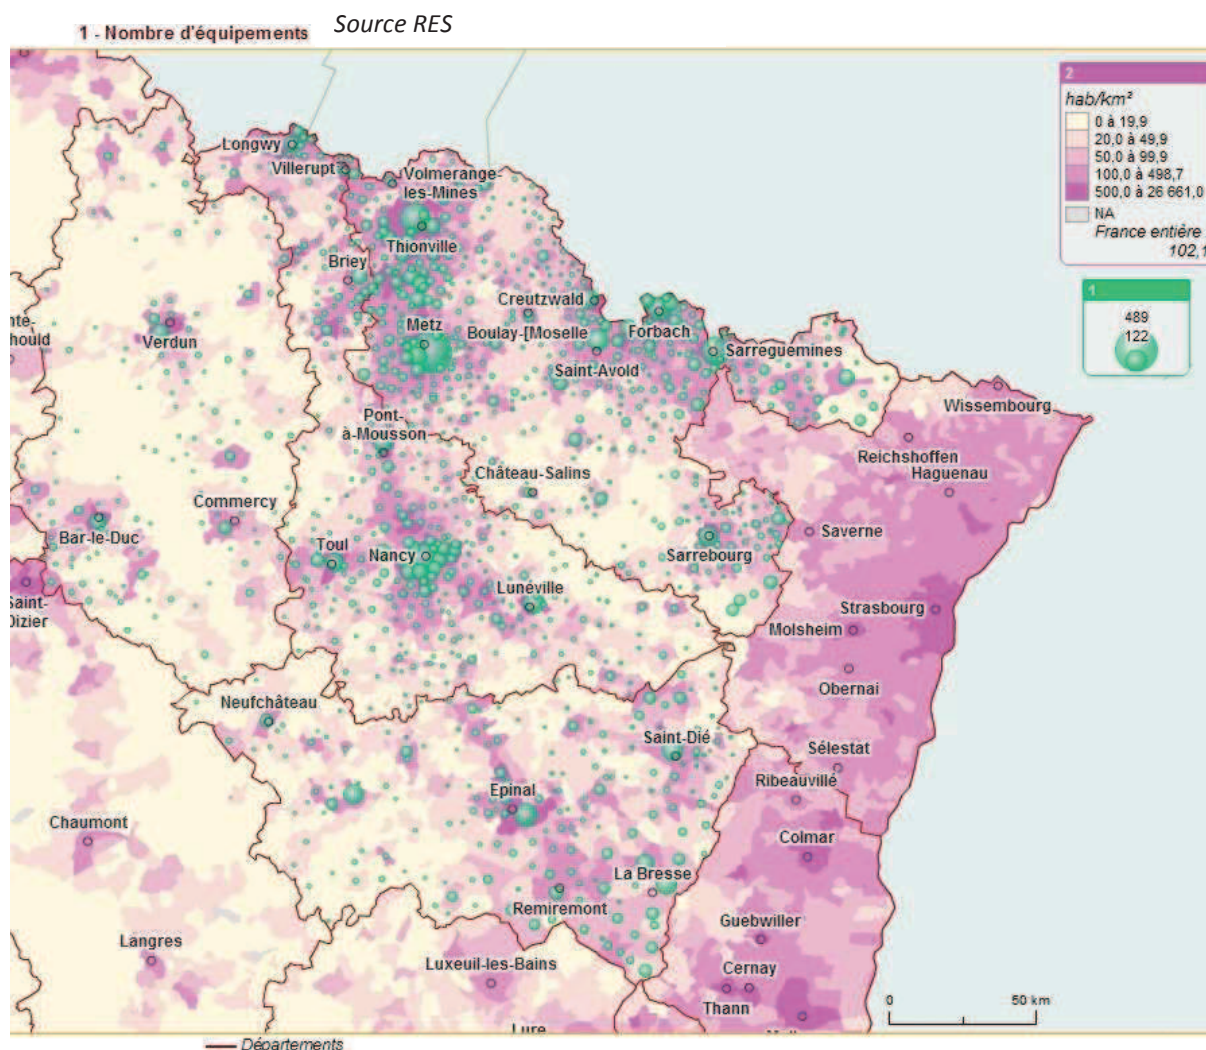 1 - Nombre d'équipements
Source RES
2
hab/km²
0 à 19,9
20,0 à 49,9
50,0 à 99,9
100,0 à 498,7
500,0 à 26 661,0
NA
France entière
102,1
1
489
122
Longwy
Villerupt
Volmerange-
les-Mines
Thionville
Briey
Creutzwald
Metz
Boulay-[Moselle
Forbach
Verdun
hould
Sarreguemines
Saint-Avold
Wissembourg
Pont-
à-Mousson
Reichshoffen
Haguenau
Château-Salins
Commercy
Bar-le-Duc
Saverne
Toul
Nancy
Sarrebourg
Lunéville
Saint-
Dizier
Strasbourg
Molsheim
Obernai
Neufchâteau
Saint-Dié
Sélestat
Ribeauvillé
Epinal
Chaumont
Colmar
La Bresse
Remiremont
Guebwiller
Langres
Luxeuil-les-Bains
Cernay
Thann
0 50 km
Lure
Départements